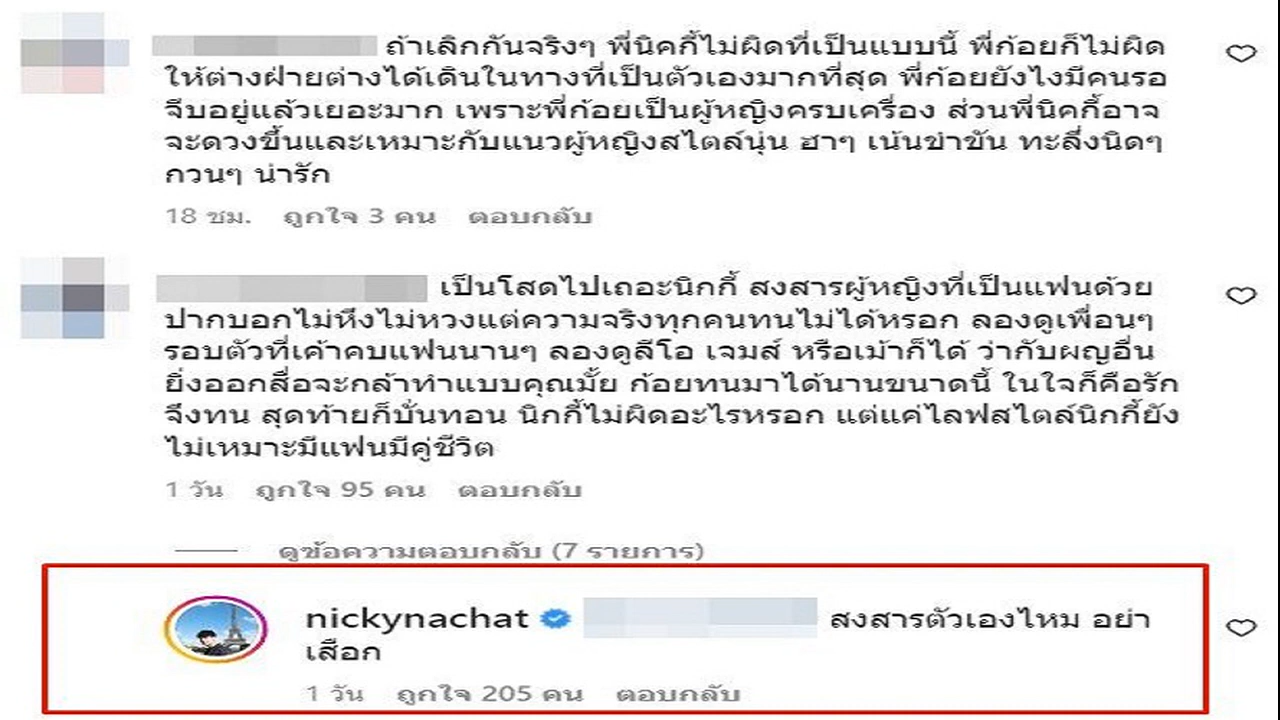 ถ้าเลิกกันจริงๆ พี่นิคกี้ไม่ผิดที่เป็นแบบนี้ พี่ก้อยก็ไม่ผิด
ให้ต่างฝ่ายต่างได้เดินในทางที่เป็นตัวเองมากที่สุด พี่ก้อยยังไงมีคนรอ
จีบอยู่แล้วเยอะมาก เพราะพี่ก้อยเป็นผู้หญิงครบเครื่อง ส่วนพี่นิคกี้อาจ
จะดวงขึ้นและเหมาะกับแนวผู้หญิงสไตล์นุ่น ฮาๆ เน้นขำขัน ทะลึ่งนิดๆ
กวนๆ น่ารัก
18 ชม. ถูกใจ 3 คน ตอบกลับ
เป็นโสดไปเถอะนิกกี้ สงสารผู้หญิงที่เป็นแฟนด้วย
ปากบอกไม่หึงไม่หวงแต่ความจริงทุกคนทนไม่ได้หรอก ลองดูเพื่อนๆ
รอบตัวที่เค้าคบแฟนนานๆ ลองดูลีโอ เจมส์ หรือเม้าก็ได้ ว่ากับผญอื่น
ยิ่งออกสื่อจะกล้าทำแบบคุณมั้ย ก้อยทนมาได้นานขนาดนี้ ในใจก็คือรัก
จึงทน สุดท้ายก็บั่นทอน นิกกี้ไม่ผิดอะไรหรอก แต่แค่ไลฟสไตล์นิกกี้ยัง
ไม่เหมาะมีแฟนมีคู่ชีวิต
1 วัน ถูกใจ 95 คน ตอบกลับ
ดูข้อความตอบกลับ (7 รายการ)
nickynachat สงสารตัวเองไหม อย่า
เสือก
1 วัน ถูกใจ 205 คน ตอบกลับ